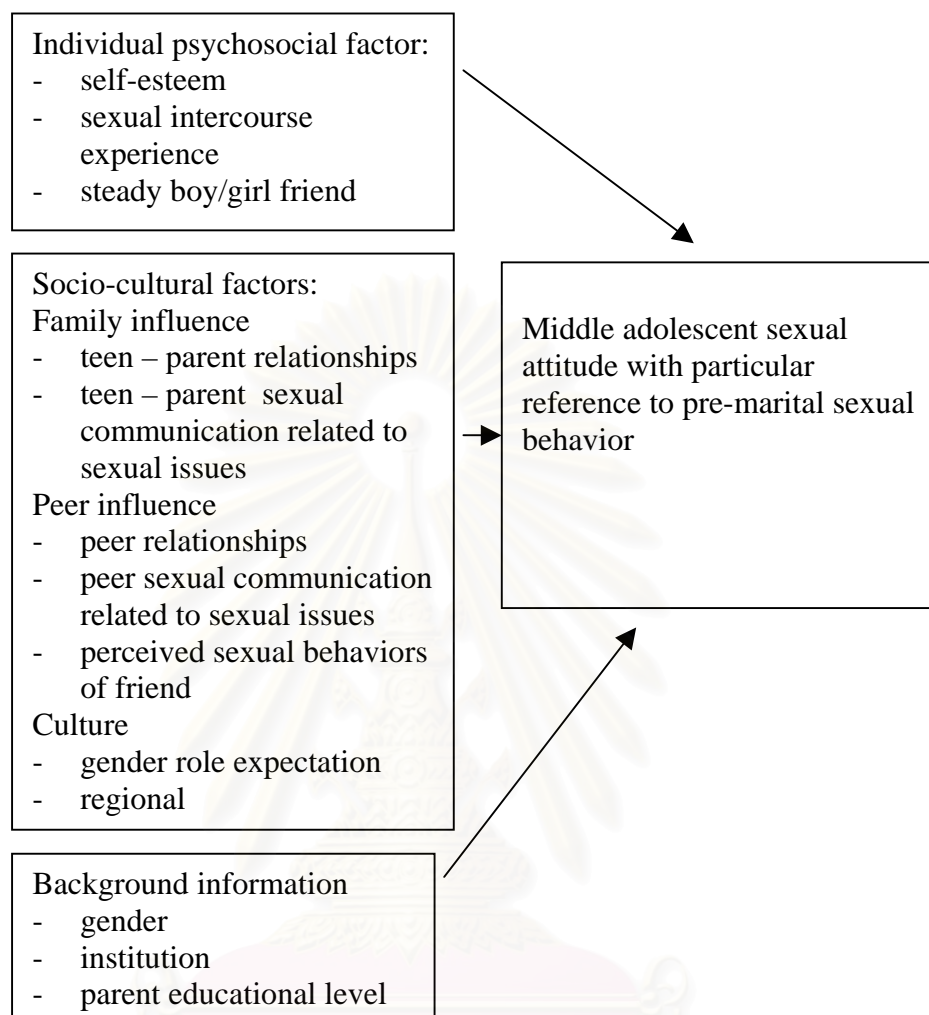 Individual psychosocial factor:
- self-esteem
- sexual intercourse
experience
- steady boy/girl friend
Socio-cultural factors:
Family influence
- teen – parent relationships
- teen – parent sexual
communication related to
sexual issues
Peer influence
- peer relationships
- peer sexual communication
related to sexual issues
- perceived sexual behaviors
of friend
Culture
- gender role expectation
- regional
Background information
- gender
- institution
- parent educational level
Middle adolescent sexual
attitude with particular
reference to pre-marital sexual
behavior